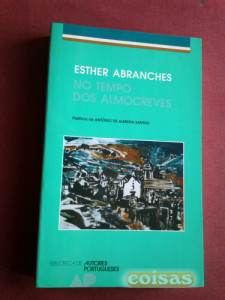 ESTHER ABRANCHES
NO TEMPO
DOS ALMOCREVES
Prefácio de ANTÓNIO DE ALMEIDA SANTOS
BIBLIOTECA DE AUTORES
PORTUGUESES
coisas